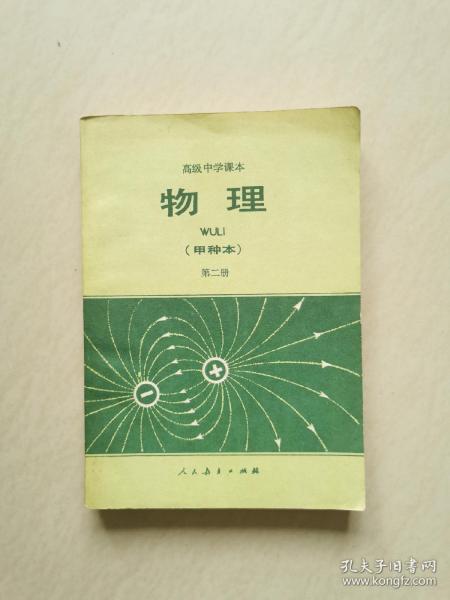 高级中学课本
物理
WULI
(甲种本)
第二册
人民教育出版社
孔夫子旧书网
www.kongfz.com